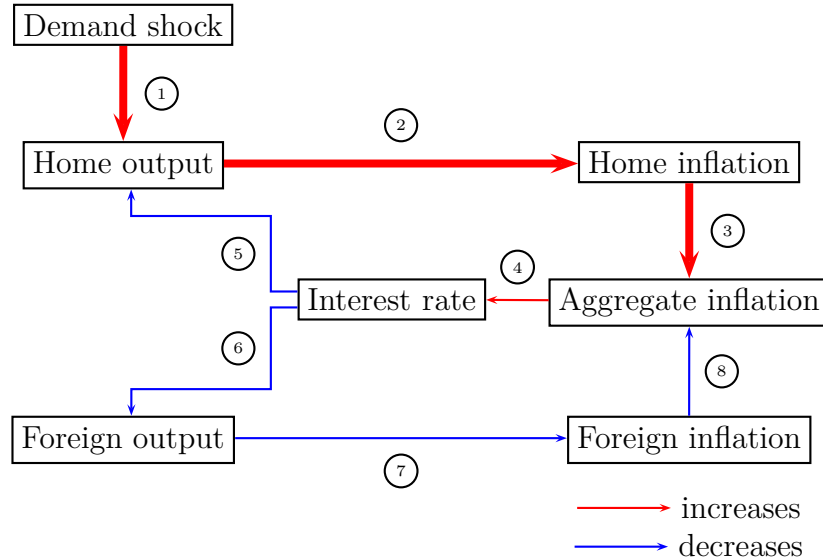 Demand shock
1
2
Home output
Home inflation
3
5
4
Interest rate
Aggregate inflation
6
8
Foreign output
Foreign inflation
7
increases
decreases